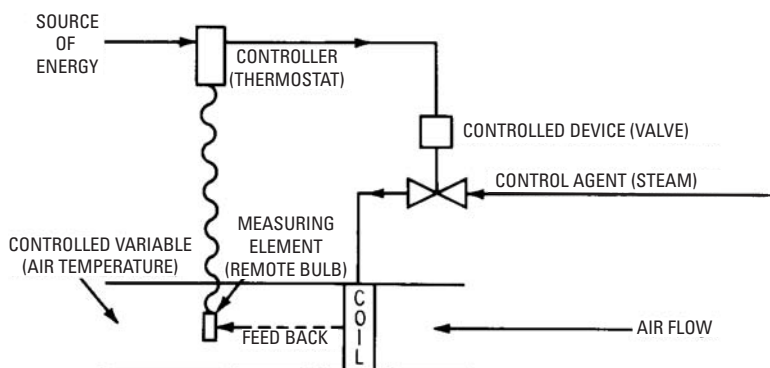 SOURCE
OF
ENERGY
CONTROLLER
(THERMOSTAT)
CONTROLLED DEVICE (VALVE)
CONTROL AGENT (STEAM)
MEASURING
ELEMENT
(REMOTE BULB)
CONTROLLED VARIABLE
(AIR TEMPERATURE)
FEED BACK
C
O
I
L
AIR FLOW